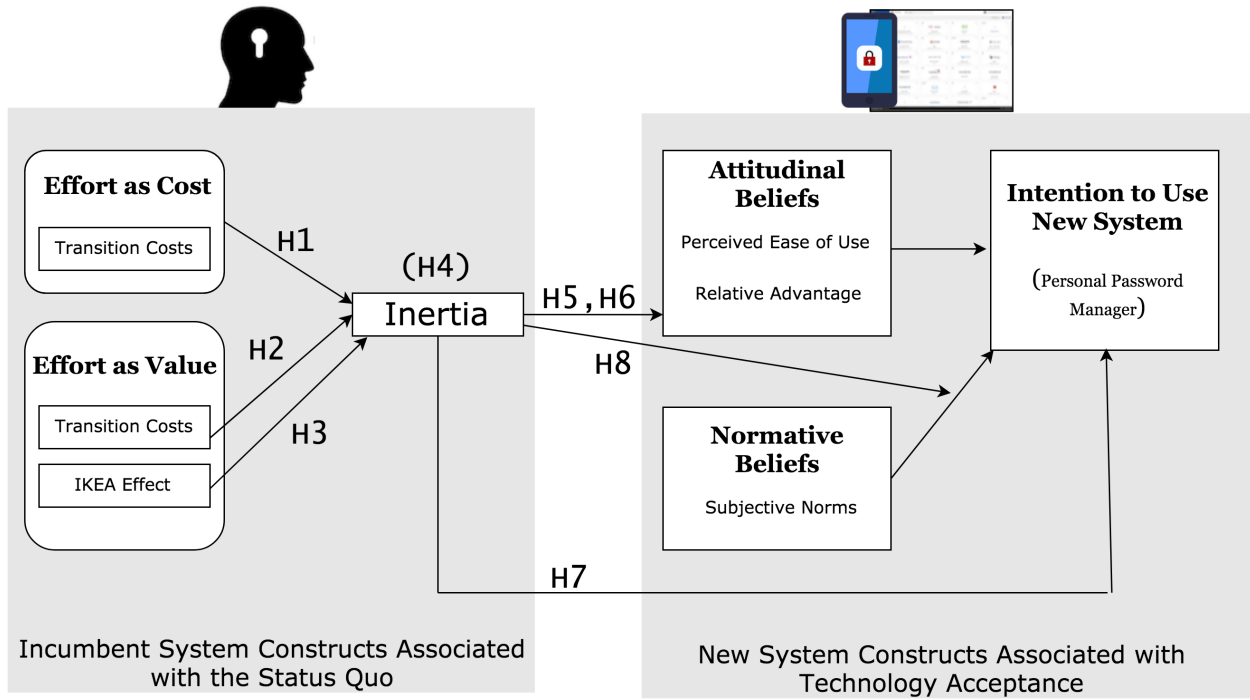 Effort as Cost
Transition Costs
H1
Effort as Value
Transition Costs
IKEA Effect
H2
H3
(H4)
Inertia
H5,H6
H8
H7
Attitudinal
Beliefs
Perceived Ease of Use
Relative Advantage
Normative
Beliefs
Subjective Norms
Intention to Use
New System
(Personal Password
Manager)
Incumbent System Constructs Associated
with the Status Quo
New System Constructs Associated with
Technology Acceptance